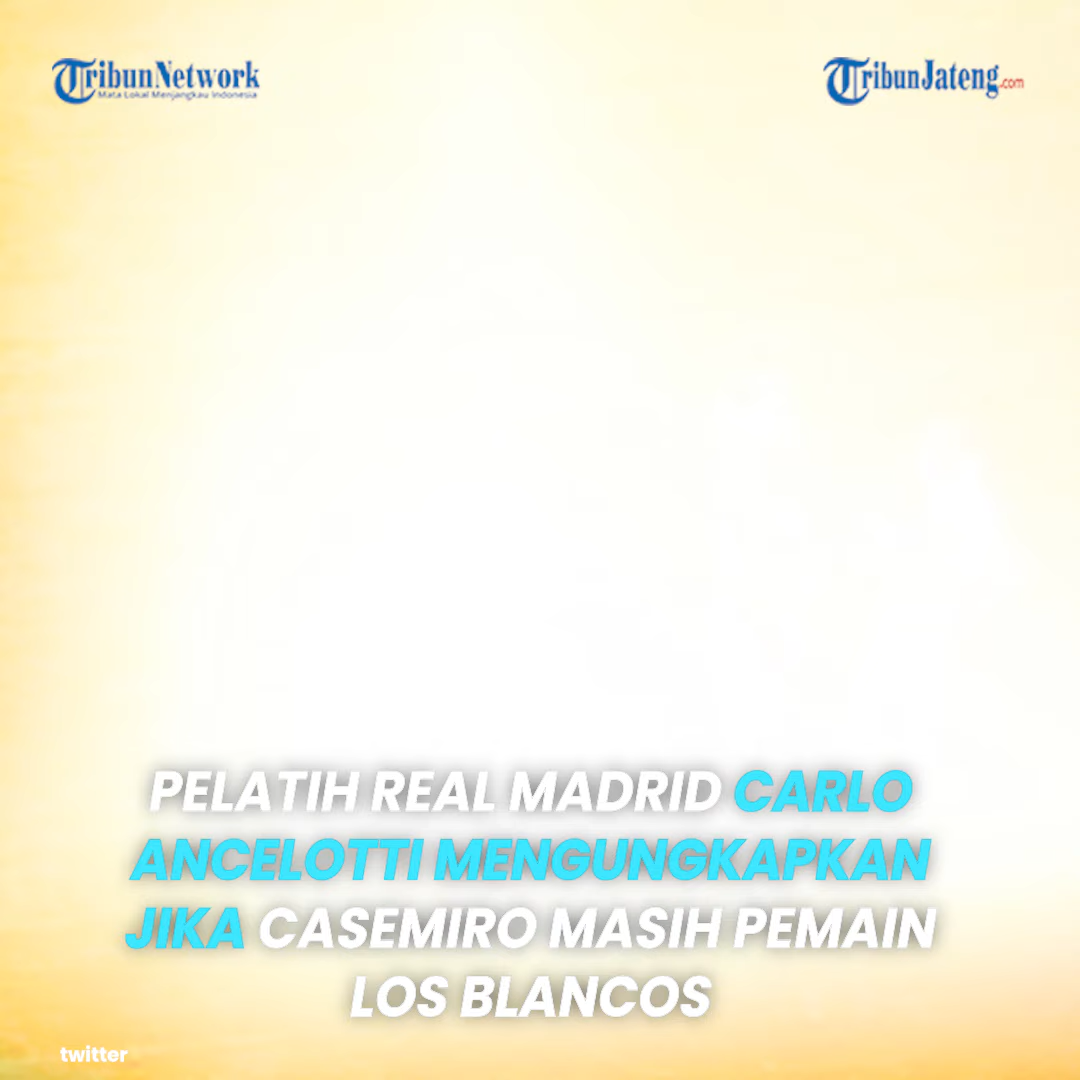 TribunNetwork
Mata Lokal Menjangkau Indonesia
TribunJateng.com
PELATIH REAL MADRID CARLO
ANCELOTTI MENGUNGKAPKAN
JIKA CASEMIRO MASIH PEMAIN
LOS BLANCOS
twitter